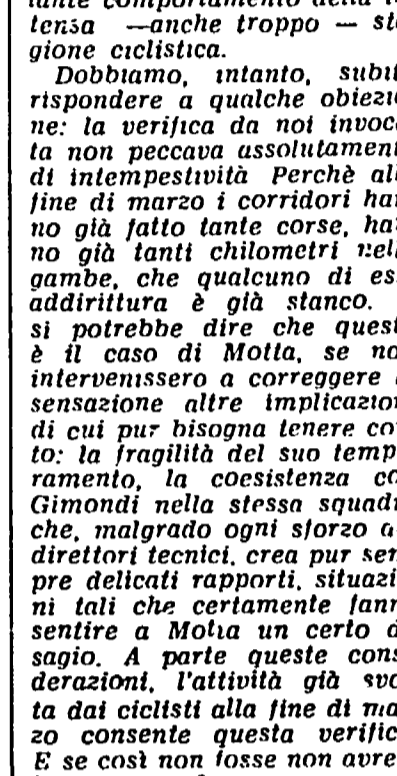 tensa —anche troppo — st
gione ciclistica.
Dobbiamo, intanto, subit
rispondere a qualche obiezio
ne: la verifica da noi invoca
ta non peccava assolutament
di intempestività Perchè all
fine di marzo i corridori han
no già fatto tante corse, han
no già tanti chilometri nell
gambe, che qualcuno di es
addirittura è già stanco.
si potrebbe dire che quest
è il caso di Motta, se no
intervenissero a correggere
sensazione altre implicazion
di cui pur bisogna tenere co
to: la fragilità del suo temp
ramento, la coesistenza co
Gimondi nella stessa squadr
che, malgrado ogni sforzo d
direttori tecnici, crea pur sem
pre delicati rapporti, situazi
ni tali che certamente fann
sentire a Motta un certo d
sagio. A parte queste cons
derazioni, l'attività già svo
ta dai ciclisti alla fine di ma
zo consente questa verific
E se così non fosse non avre